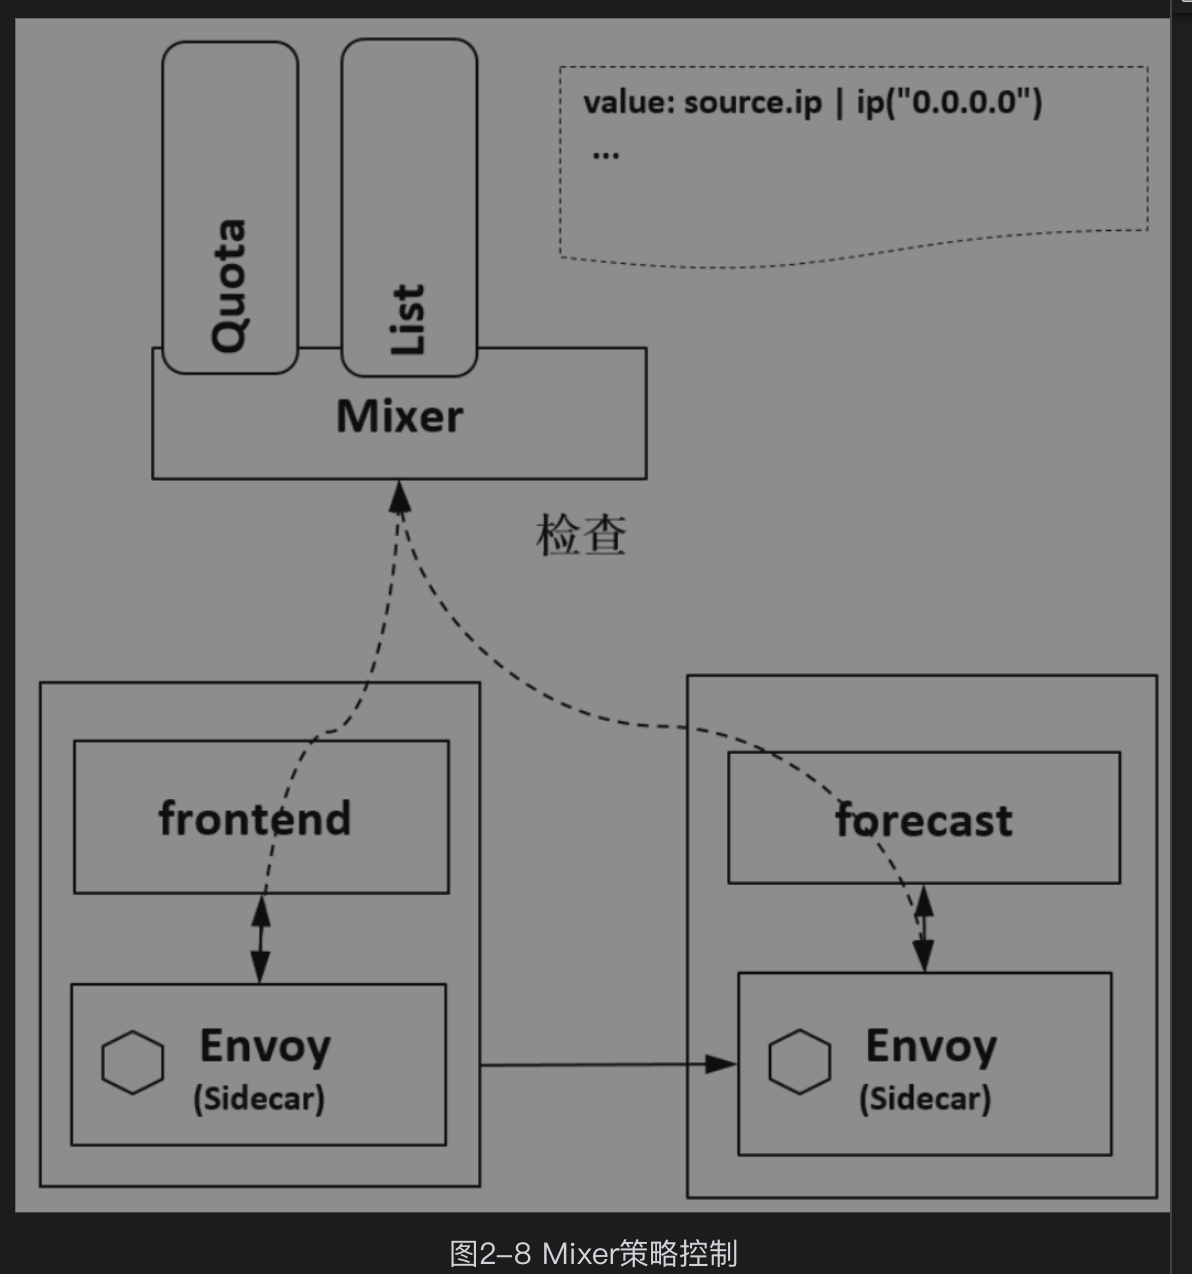 Quota
List
value: source.ip | ip("0.0.0.0")
...
Mixer
检查
frontend
forecast
Envoy
(Sidecar)
Envoy
(Sidecar)
图2-8 Mixer策略控制